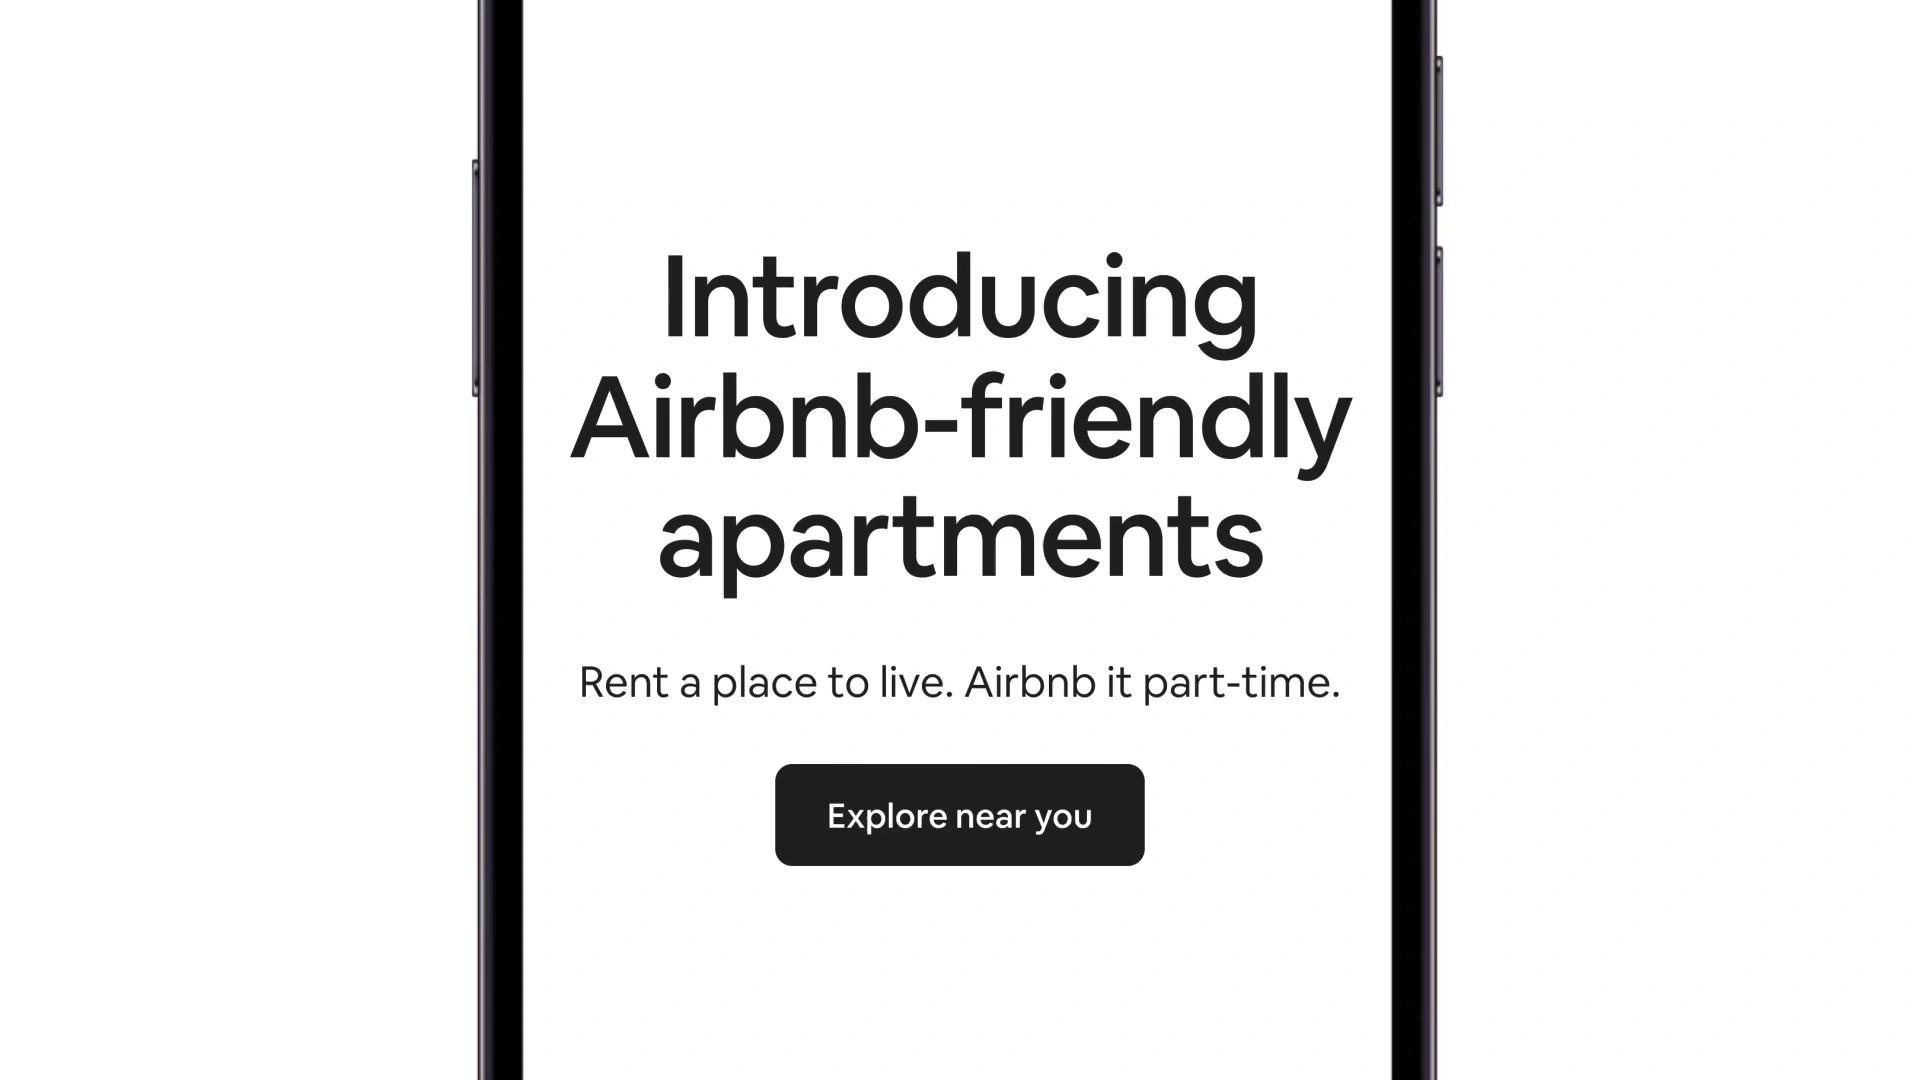 Introducing
Airbnb-friendly
apartments
Rent a place to live. Airbnb it part-time.
Explore near you